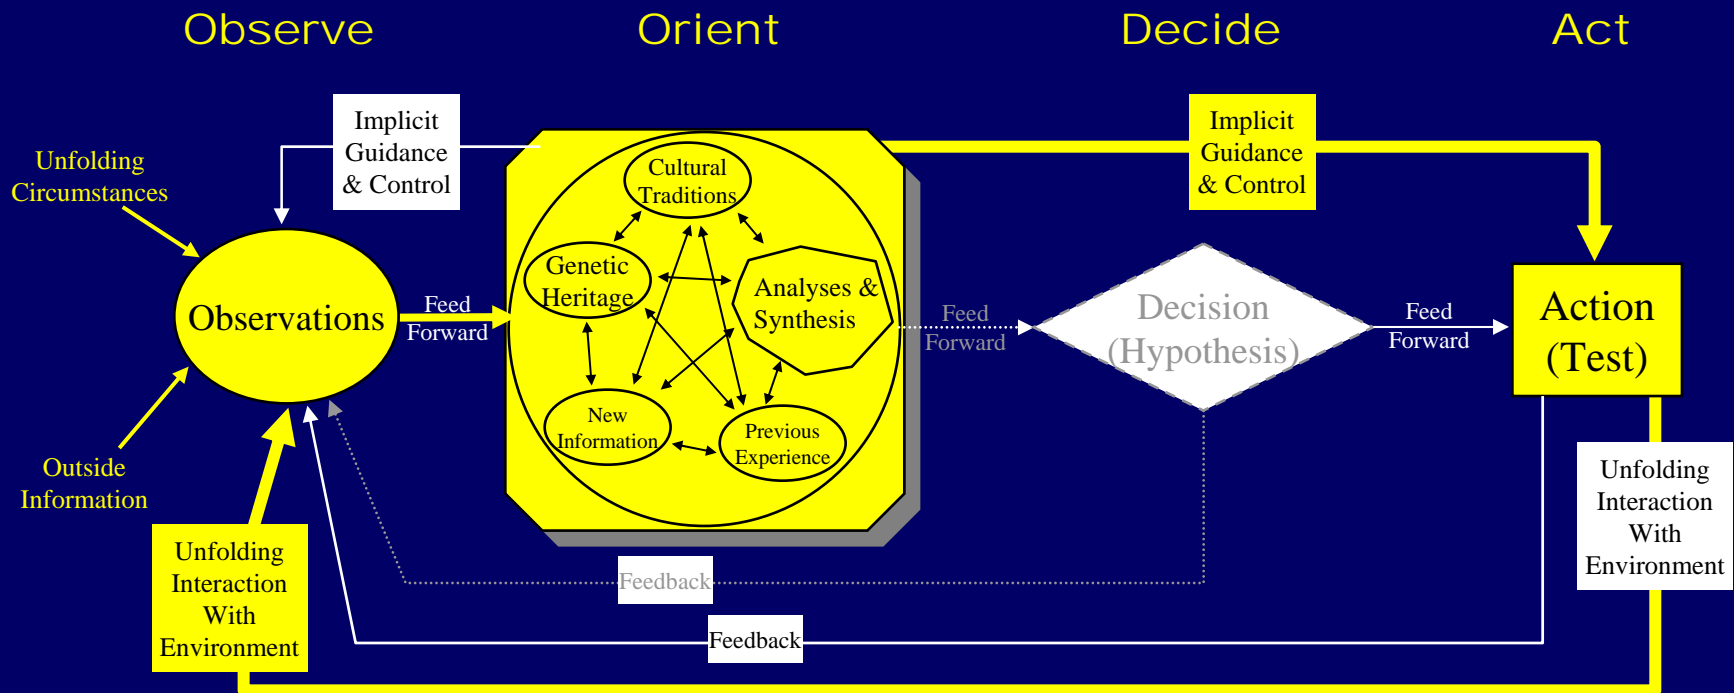 Observe
Orient
Decide
Act
Implicit
Guidance
& Control
Implicit
Guidance
& Control
Unfolding
Circumstances
Cultural
Traditions
Genetic
Heritage
Analyses &
Synthesis
Observations
Feed
Forward
Feed
Forward
Decision
(Hypothesis)
Feed
Forward
Action
(Test)
New
Information
Previous
Experience
Outside
Information
Unfolding
Interaction
With
Environment
Unfolding
Interaction
With
Environment
Feedback
Feedback